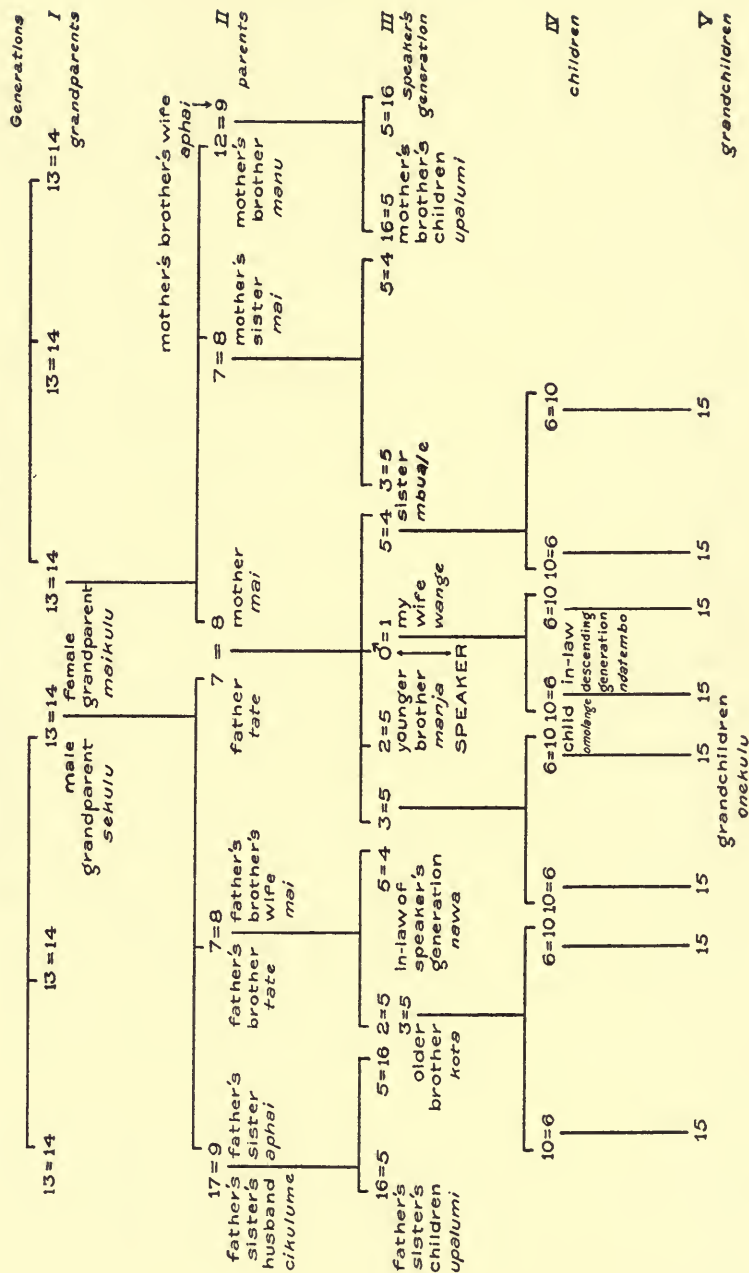 Generations
I
grandparents
13=14
13=14
13=14
13=14
13=14
13=14
male
grandparent
sekulu
female
grandparent
maikulu
II
parents
17=9
father's
sister's
husband
cikulume
father's
sister
aphai
7=8
father's
brother
tate
father's
brother's
wife
mai
7
father
tate
=
8
mother
mai
7=8
mother's
sister
mai
mother's brother's wife
aphai
12=9
mother's
brother
manu
III
speaker's
generation
16=5
father's
sister's
children
upalumi
5=16
2=5
3=5
older
brother
kota
5=4
in-law of
speaker's
generation
nawa
3=5
2=5
younger
brother
manja
SPEAKER
♂=1
my
wife
wange
5=4
sister
mbuale
3=5
5=4
16=5
mother's
brother's
children
upalumi
5=16
IV
children
10=6
6=10
10=6
6=10
10=6
child
omolange
6=10
in-law
descending
generation
ndatembo
10=6
6=10
V
grandchildren
15
15
15
15
15
15
15
15
grandchildren
onekulu